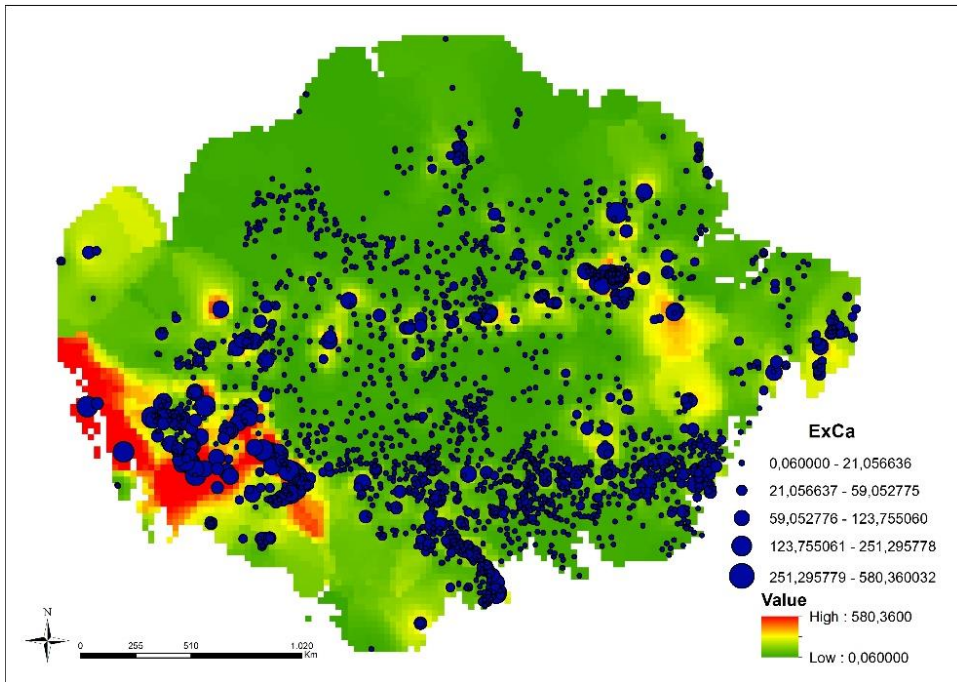 ExCa
0,060000 - 21,056636
21,056637 - 59,052775
59,052776 - 123,755060
123,755061 - 251,295778
251,295779 - 580,360032
Value
High : 580,3600
Low : 0,060000
N
0 255 510 1.020
Km